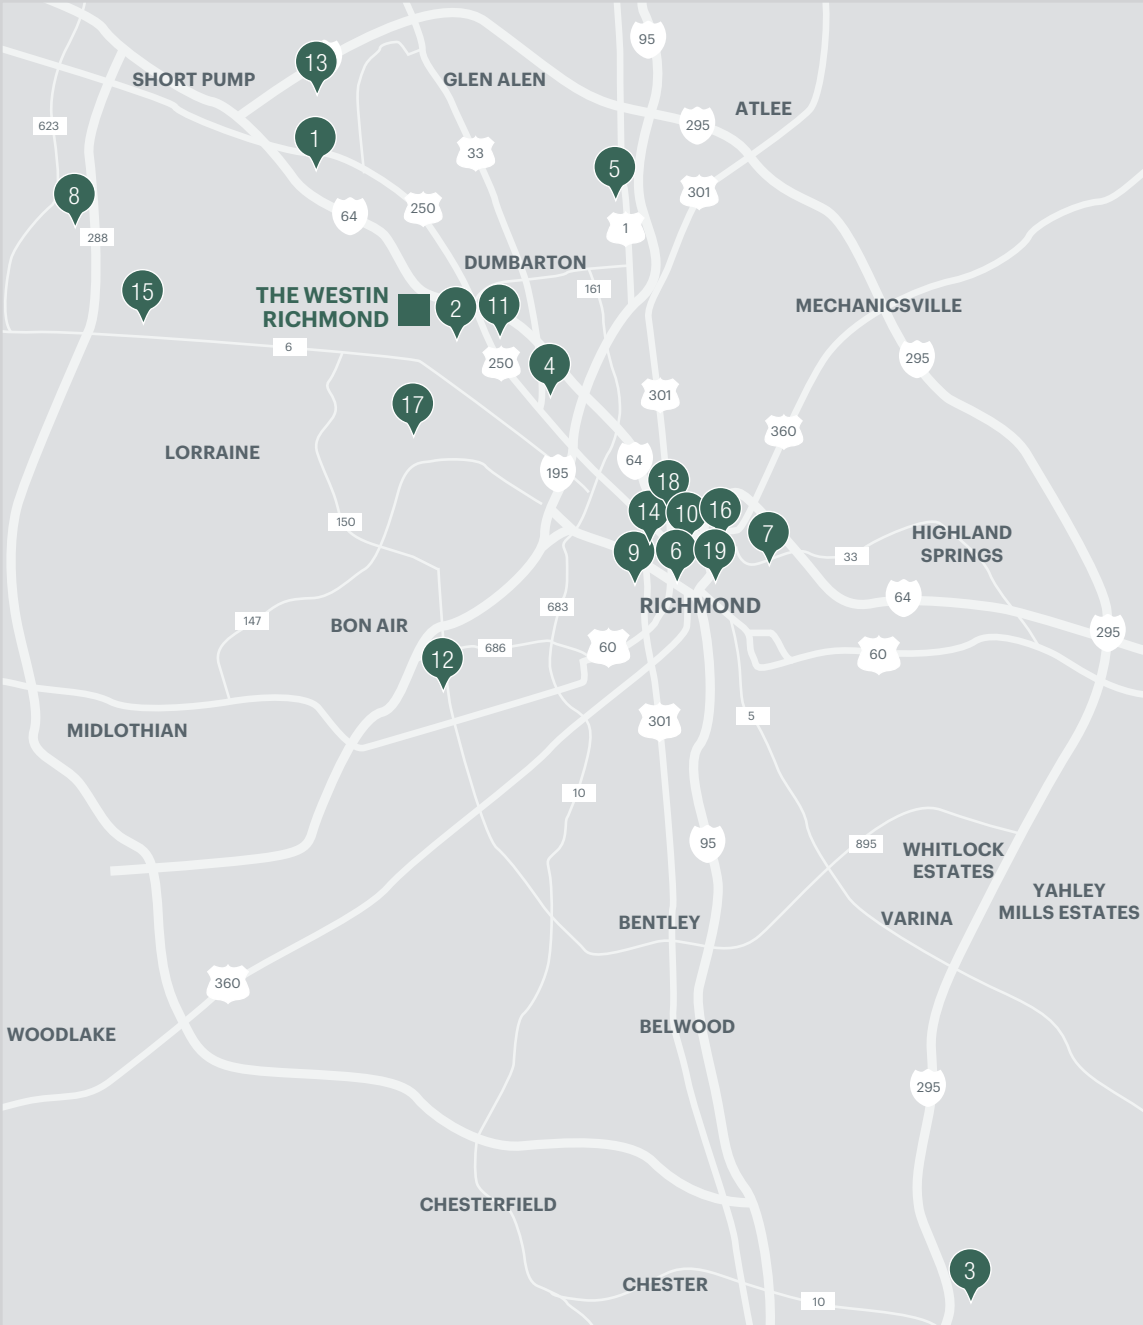 95
13
SHORT PUMP
GLEN ALEN
ATLEE
623
295
1
33
5
8
301
64
250
1
288
DUMBARTON
15
161
THE WESTIN
RICHMOND
2
11
MECHANICSVILLE
6
250
4
295
17
301
360
LORRAINE
64
195
18
14
10
16
150
7
HIGHLAND
SPRINGS
9
6
19
33
64
RICHMOND
683
147
BON AIR
295
686
60
60
12
5
301
MIDLOTHIAN
10
95
895
WHITLOCK
ESTATES
YAHLEY
MILLS ESTATES
BENTLEY
VARINA
360
WOODLAKE
BELWOOD
295
CHESTERFIELD
3
CHESTER
10